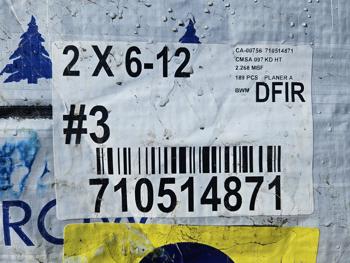 2 X 6-12
CA-00756 710514871
CMSA 097 KD HT
2.268 MBF
189 PCS PLANER A
BWM DFIR
#3
710514871